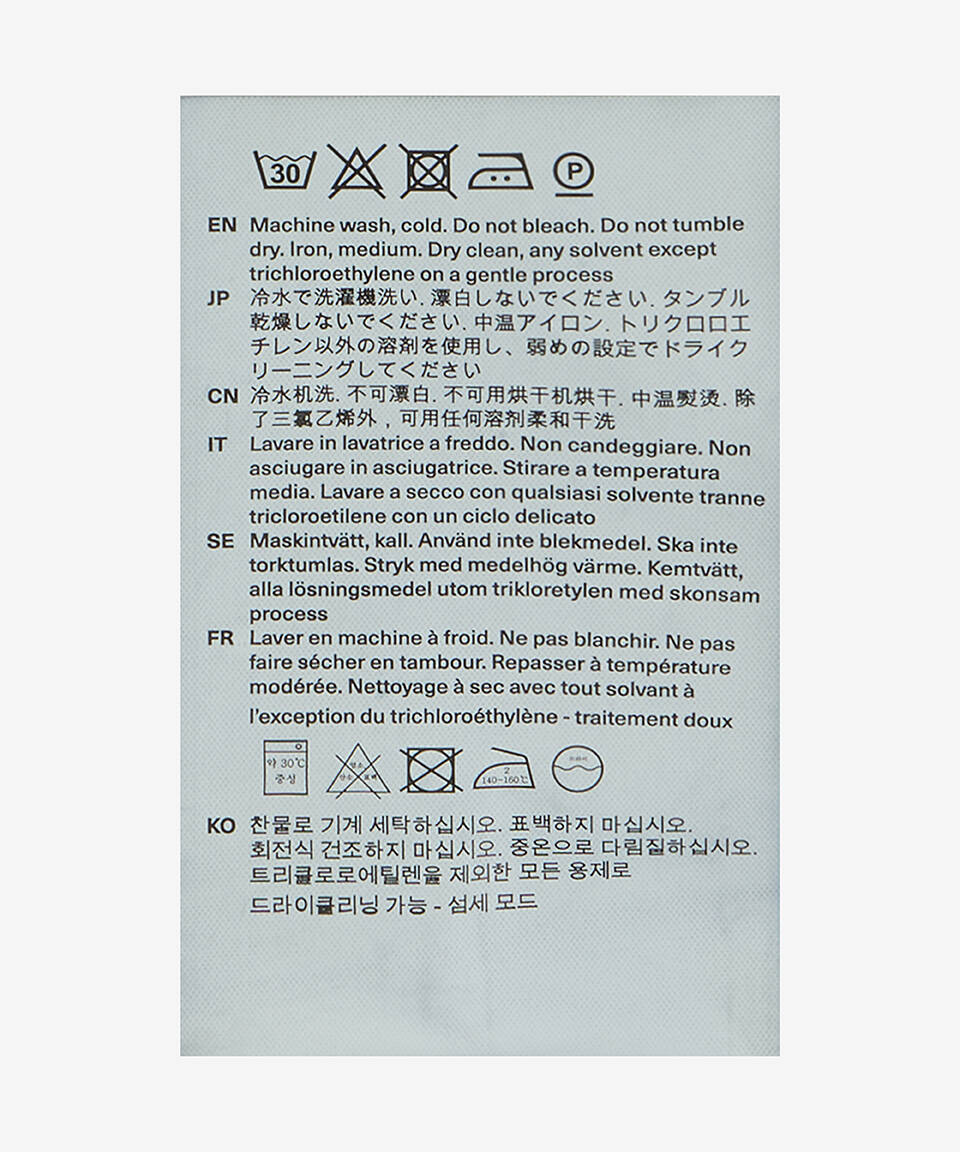 30
P
EN Machine wash, cold. Do not bleach. Do not tumble
dry. Iron, medium. Dry clean, any solvent except
trichloroethylene on a gentle process
JP 冷水で洗濯機洗い. 漂白しないでください. タンブル
乾燥しないでください. 中温アイロン. トリクロロエ
チレン以外の溶剤を使用し、弱めの設定でドライク
リーニングしてください
CN 冷水机洗. 不可漂白. 不可用烘干机烘干. 中温熨烫. 除
了三氯乙烯外，可用任何溶剂柔和干洗
IT Lavare in lavatrice a freddo. Non candeggiare. Non
asciugare in asciugatrice. Stirare a temperatura
media. Lavare a secco con qualsiasi solvente tranne
tricloroetilene con un ciclo delicato
SE Maskintvätt, kall. Använd inte blekmedel. Ska inte
torktumlas. Stryk med medelhög värme. Kemtvätt,
alla lösningsmedel utom trikloretylen med skonsam
process
FR Laver en machine à froid. Ne pas blanchir. Ne pas
faire sécher en tambour. Repasser à température
modérée. Nettoyage à sec avec tout solvant à
l'exception du trichloroéthylène - traitement doux
약 30℃
중성
2
140~160℃
KO 찬물로 기계 세탁하십시오. 표백하지 마십시오.
회전식 건조하지 마십시오. 중온으로 다림질하십시오.
트리클로로에틸렌을 제외한 모든 용제로
드라이클리닝 가능 - 섬세 모드